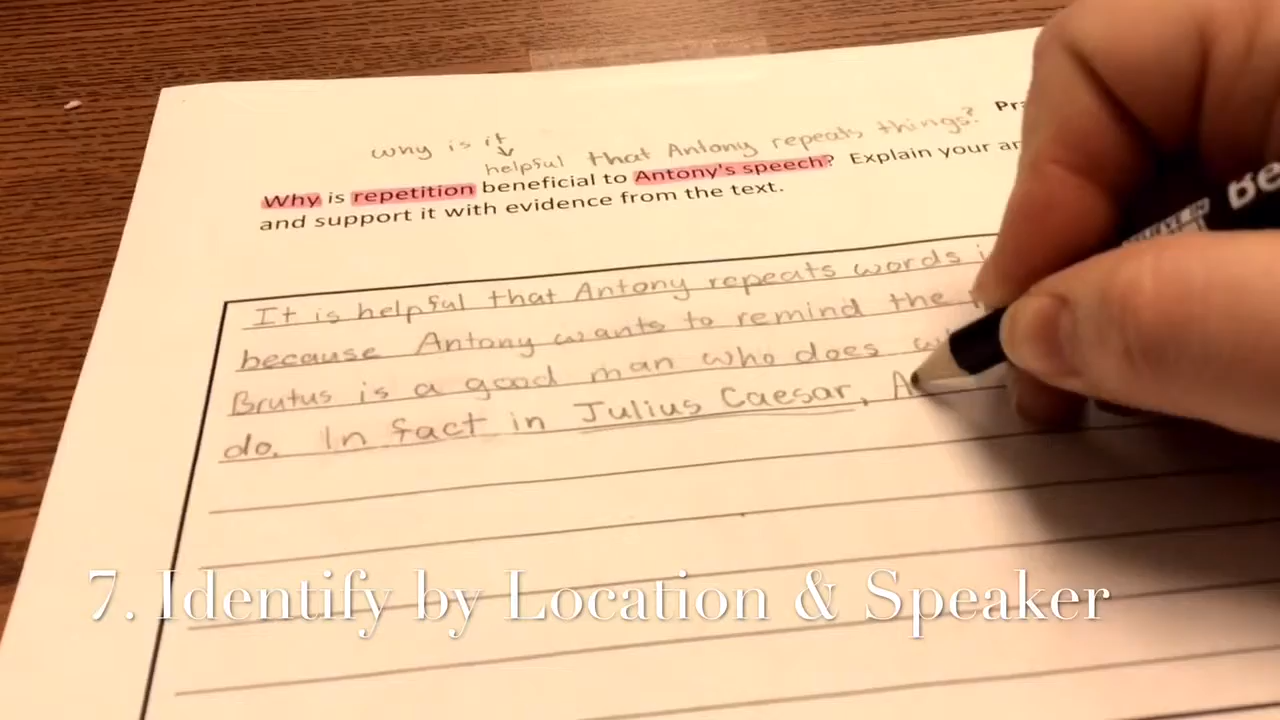 why is it
helpful that Antony repeats things?
Why is repetition beneficial to Antony's speech? Explain your
and support it with evidence from the text.
It is helpful that Antony repeats words
because Antony wants to remind the
Brutus is a good man who does
do. In fact in Julius Caesar, A
7. Identify by Location & Speaker